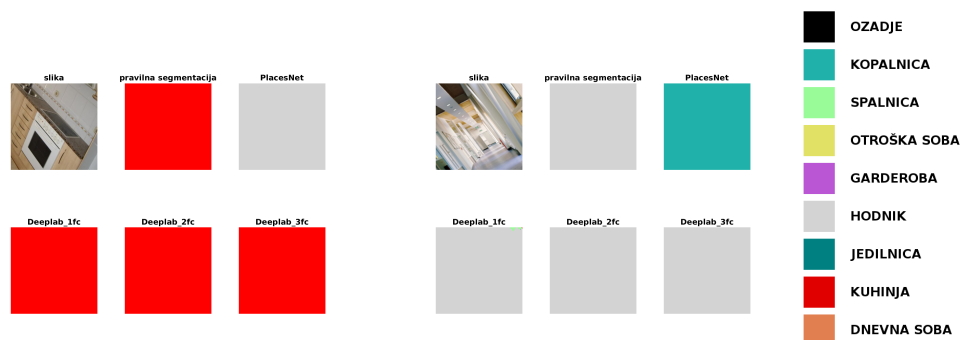 slika pravilna segmentacija PlacesNet
Deeplab_1fc Deeplab_2fc Deeplab_3fc
slika pravilna segmentacija PlacesNet
Deeplab_1fc Deeplab_2fc Deeplab_3fc
OZADJE
KOPALNICA
SPALNICA
OTROŠKA SOBA
GARDEROBA
HODNIK
JEDILNICA
KUHINJA
DNEVNA SOBA